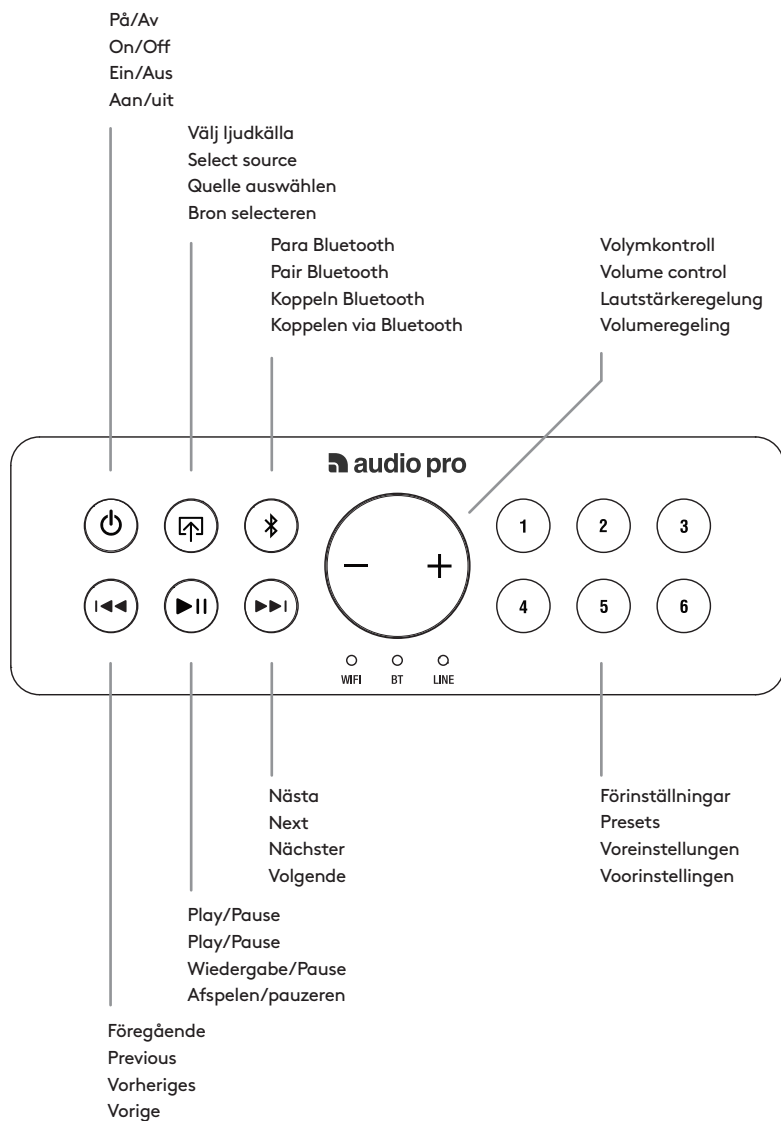 På/Av
On/Off
Ein/Aus
Aan/uit
Välj ljudkälla
Select source
Quelle auswählen
Bron selecteren
Para Bluetooth
Pair Bluetooth
Koppeln Bluetooth
Koppelen via Bluetooth
Volymkontroll
Volume control
Lautstärkeregelung
Volumeregeling
audio pro
1 2 3
4 5 6
WIFI BT LINE
Nästa
Next
Nächster
Volgende
Förinställningar
Presets
Voreinstellungen
Voorinstellingen
Play/Pause
Play/Pause
Wiedergabe/Pause
Afspelen/pauzeren
Föregående
Previous
Vorheriges
Vorige